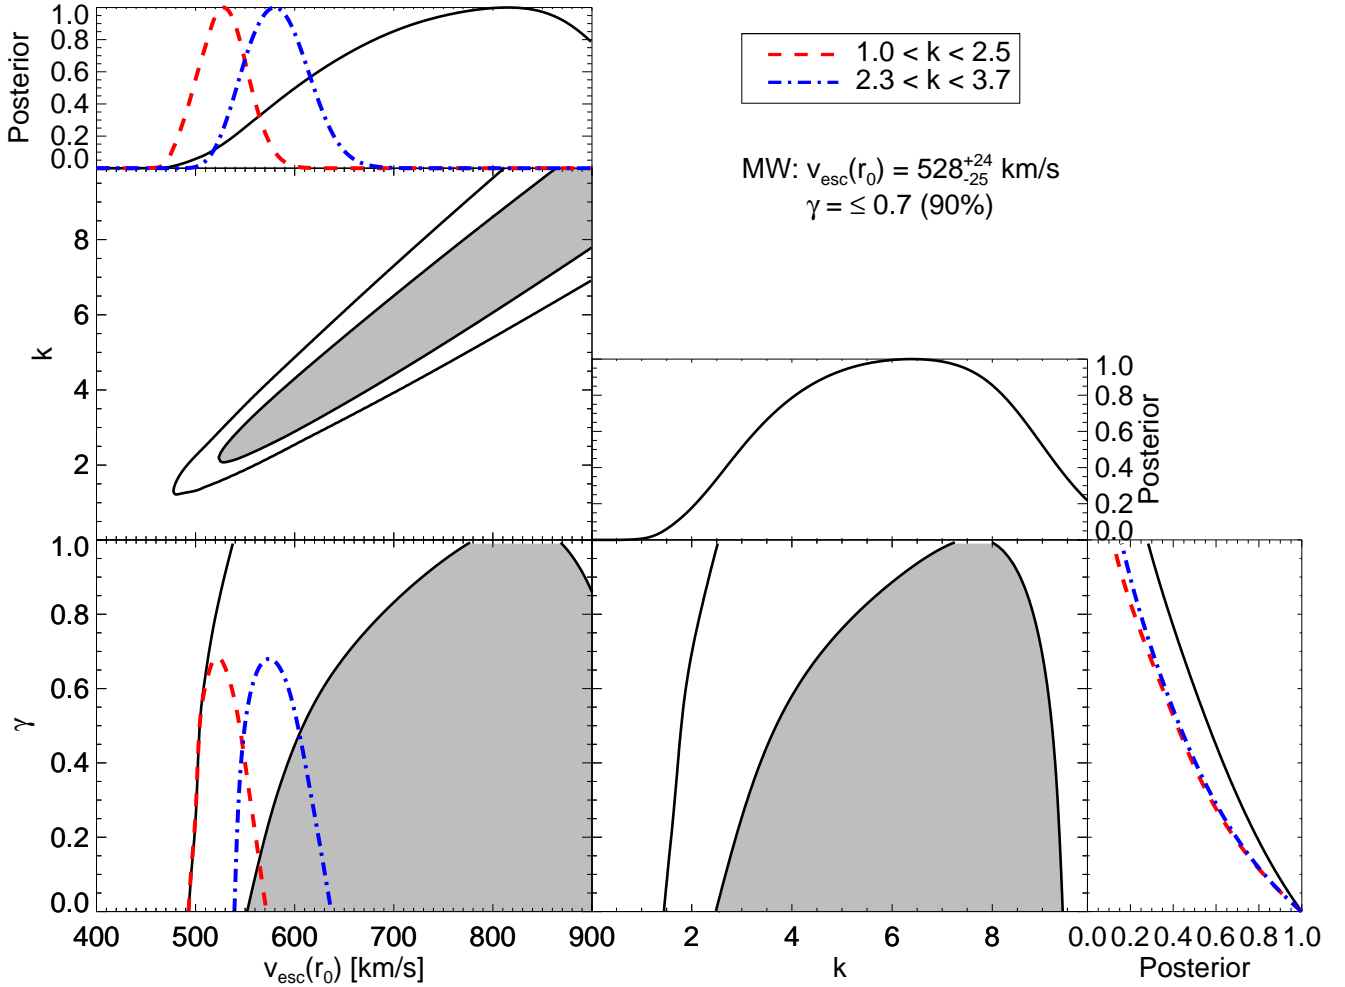 1.0 < k < 2.5
2.3 < k < 3.7
MW: v_esc(r_0) = 528^{+24}_{-25} km/s
γ = ≤ 0.7 (90%)
Posterior
1.0
0.8
0.6
0.4
0.2
0.0
k
8
6
4
2
Posterior
1.0
0.8
0.6
0.4
0.2
0.0
γ
1.0
0.8
0.6
0.4
0.2
0.0
400 500 600 700 800 900
v_esc(r_0) [km/s]
2 4 6 8
k
0.0 0.2 0.4 0.6 0.8 1.0
Posterior